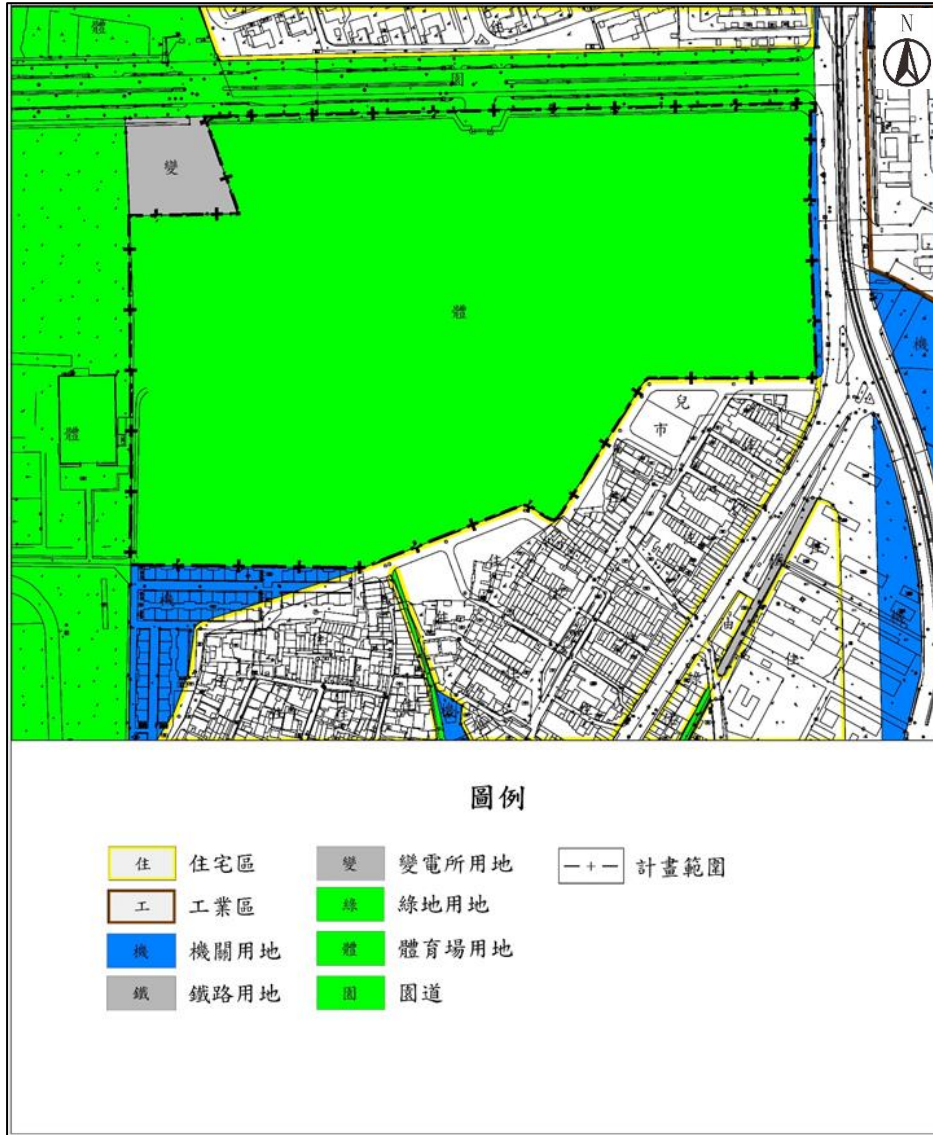 N
體
園
變
體
機
兒
市
體
住
機
住
油
住
圖例
住 住宅區
變 變電所用地
計畫範圍
工 工業區
綠 綠地用地
機 機關用地
體 體育場用地
鐵 鐵路用地
園 園道